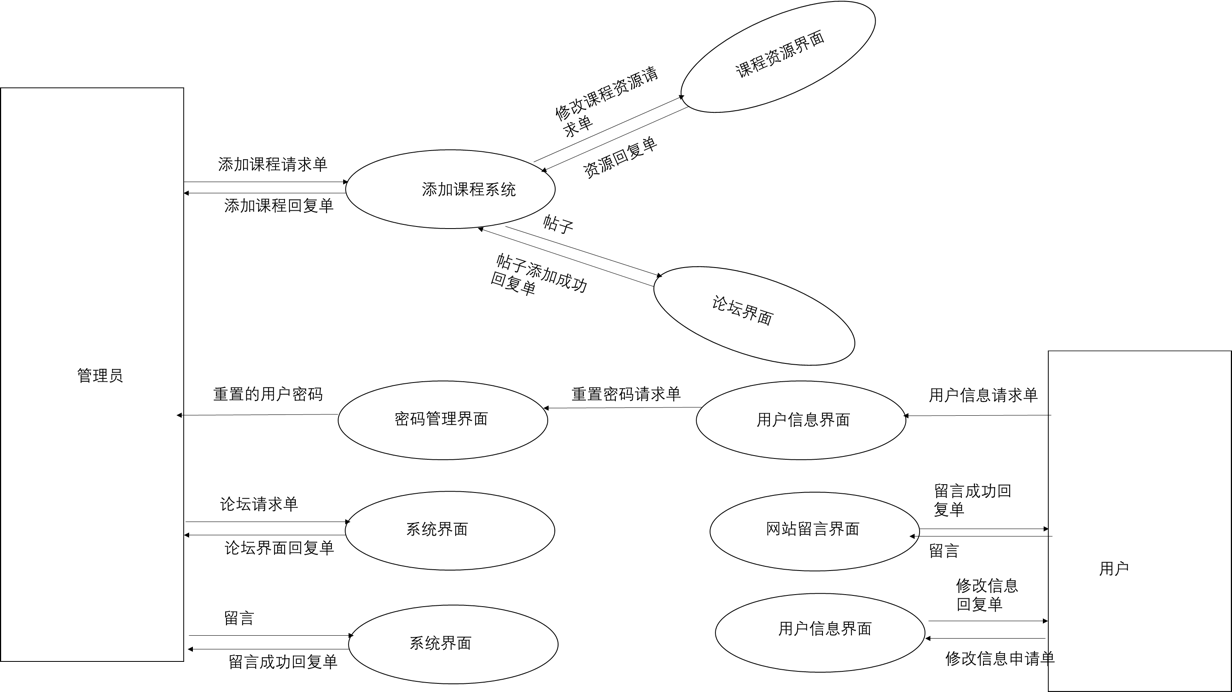 课程资源界面
修改课程资源请
求单
资源回复单
添加课程请求单
添加课程系统
添加课程回复单
帖子
帖子添加成功
回复单
论坛界面
管理员
重置的用户密码
密码管理界面
重置密码请求单
用户信息界面
用户信息请求单
论坛请求单
系统界面
论坛界面回复单
网站留言界面
留言成功回
复单
留言
用户
留言
系统界面
留言成功回复单
用户信息界面
修改信息
回复单
修改信息申请单